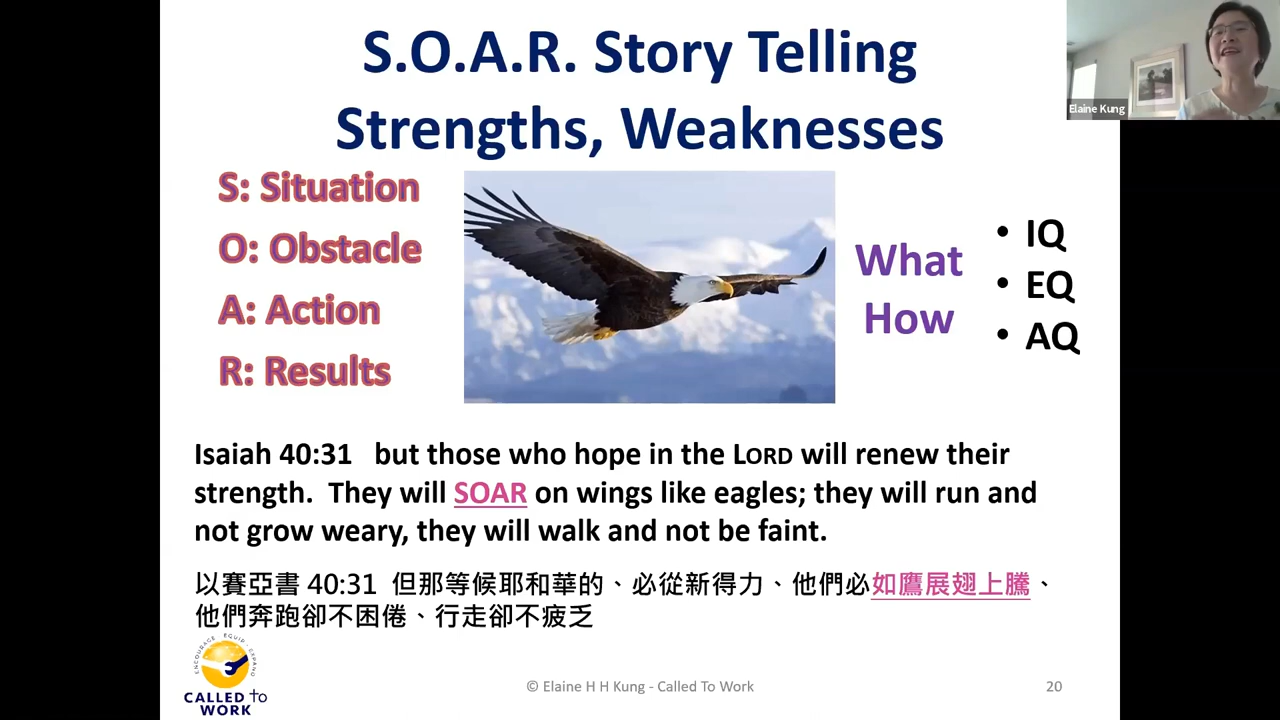 S.O.A.R. Story Telling
Strengths, Weaknesses
Elaine Kung
S: Situation
O: Obstacle
A: Action
R: Results
What
How
• IQ
• EQ
• AQ
Isaiah 40:31 but those who hope in the LORD will renew their
strength. They will SOAR on wings like eagles; they will run and
not grow weary, they will walk and not be faint.
以賽亞書 40:31 但那等候耶和華的、必從新得力、他們必如鷹展翅上騰、
他們奔跑卻不困倦、行走卻不疲乏
ENCOURAGE · EQUIP · EXPAND
CALLED TO
WORK
© Elaine H H Kung - Called To Work
20